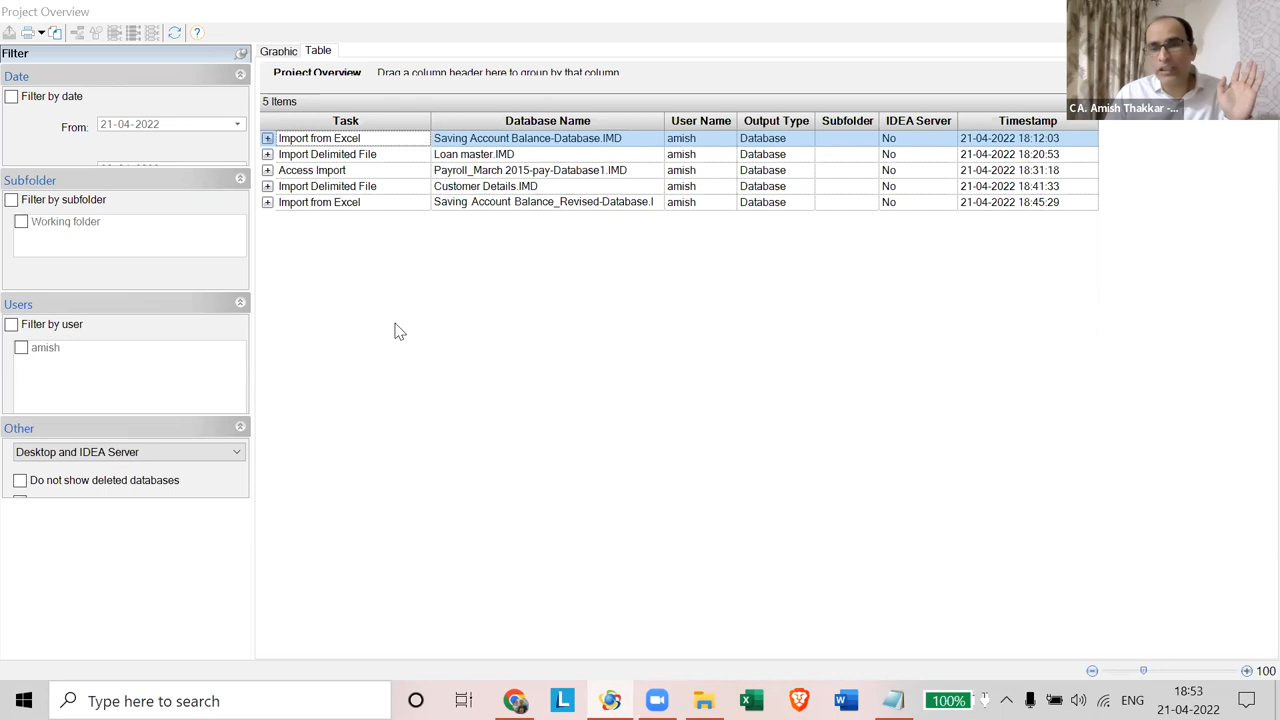 Project Overview
Filter
Date
Filter by date
From: 21-04-2022
Subfolder
Filter by subfolder
Working folder
Users
Filter by user
amish
Other
Desktop and IDEA Server
Do not show deleted databases
Graphic Table
Project Overview Drag a column header here to group by that column
5 Items
Task Database Name User Name Output Type Subfolder IDEA Server Timestamp
Import from Excel Saving Account Balance-Database.IMD amish Database No 21-04-2022 18:12:03
Import Delimited File Loan master.IMD amish Database No 21-04-2022 18:20:53
Access Import Payroll_March 2015-pay-Database1.IMD amish Database No 21-04-2022 18:31:18
Import Delimited File Customer Details.IMD amish Database No 21-04-2022 18:41:33
Import from Excel Saving Account Balance_Revised-Database.I amish Database No 21-04-2022 18:45:29
CA. Amish Thakkar -...
100
Type here to search
100%
ENG
18:53
21-04-2022